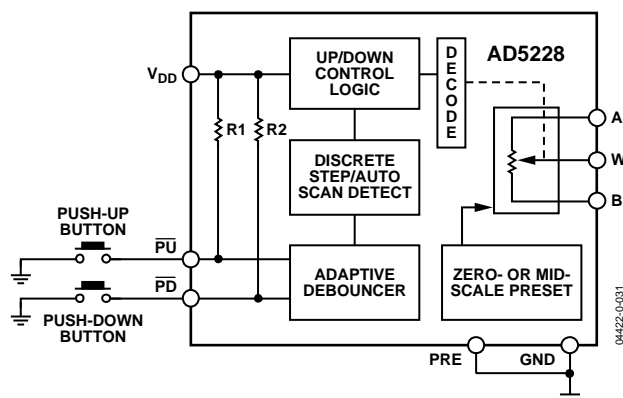 AD5228
UP/DOWN
CONTROL
LOGIC
DECODE
VDD
R1
R2
A
W
B
DISCRETE
STEP/AUTO
SCAN DETECT
PUSH-UP
BUTTON
PU
PD
PUSH-DOWN
BUTTON
ADAPTIVE
DEBOUNCER
ZERO- OR MID-
SCALE PRESET
PRE
GND
04422-0-031